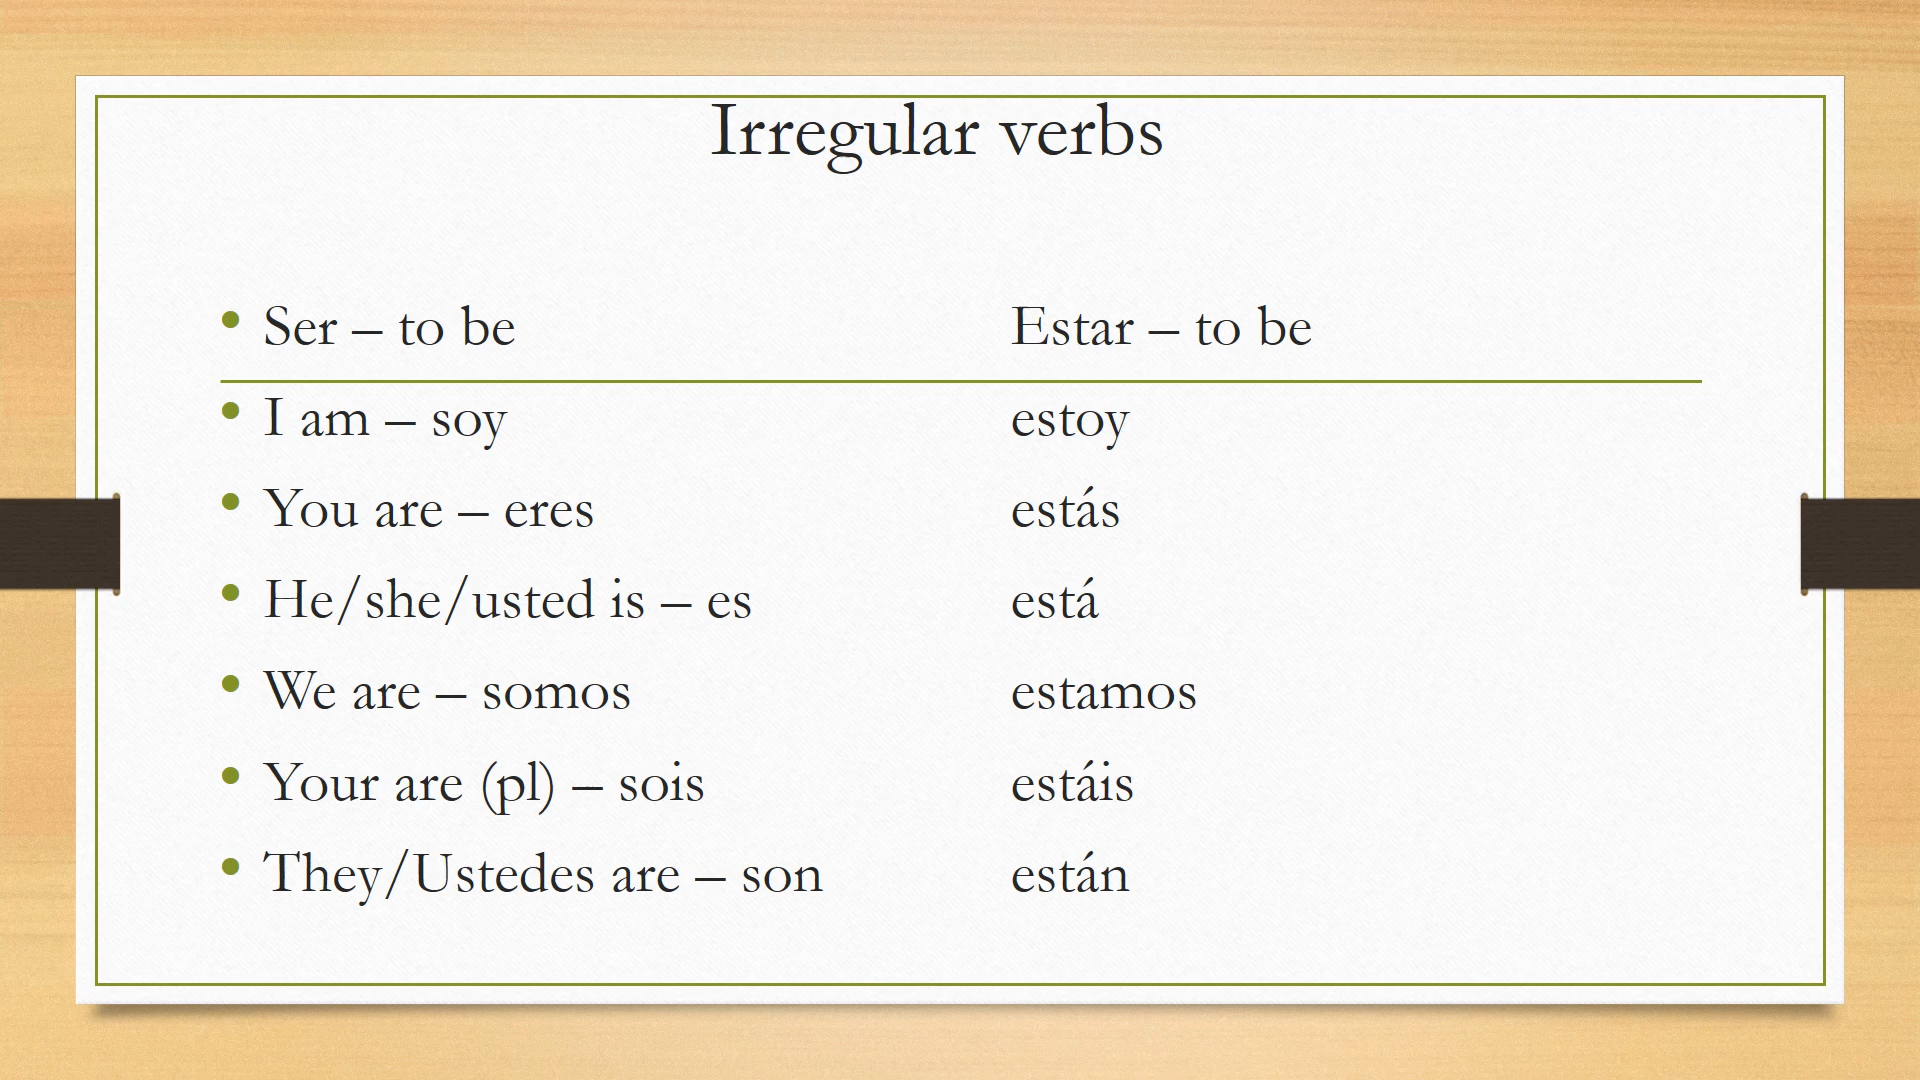 Irregular verbs
• Ser – to be Estar – to be
• I am – soy estoy
• You are – eres estás
• He/she/usted is – es está
• We are – somos estamos
• Your are (pl) – sois estáis
• They/Ustedes are – son están